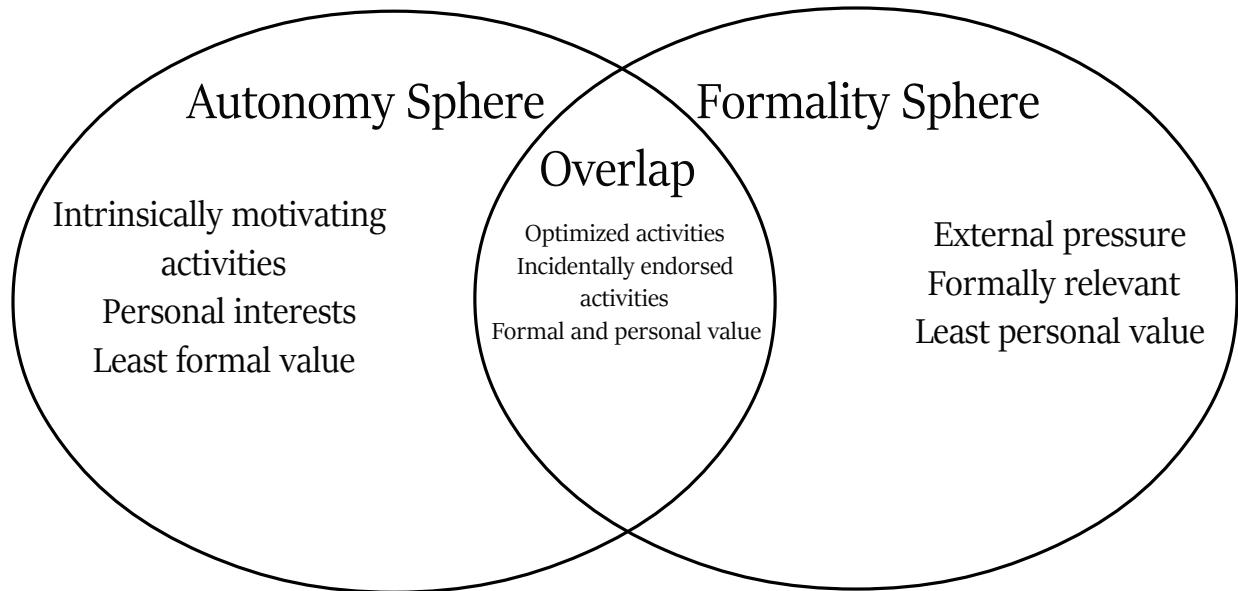 Autonomy Sphere
Intrinsically motivating
activities
Personal interests
Least formal value
Overlap
Optimized activities
Incidentally endorsed
activities
Formal and personal value
Formality Sphere
External pressure
Formally relevant
Least personal value